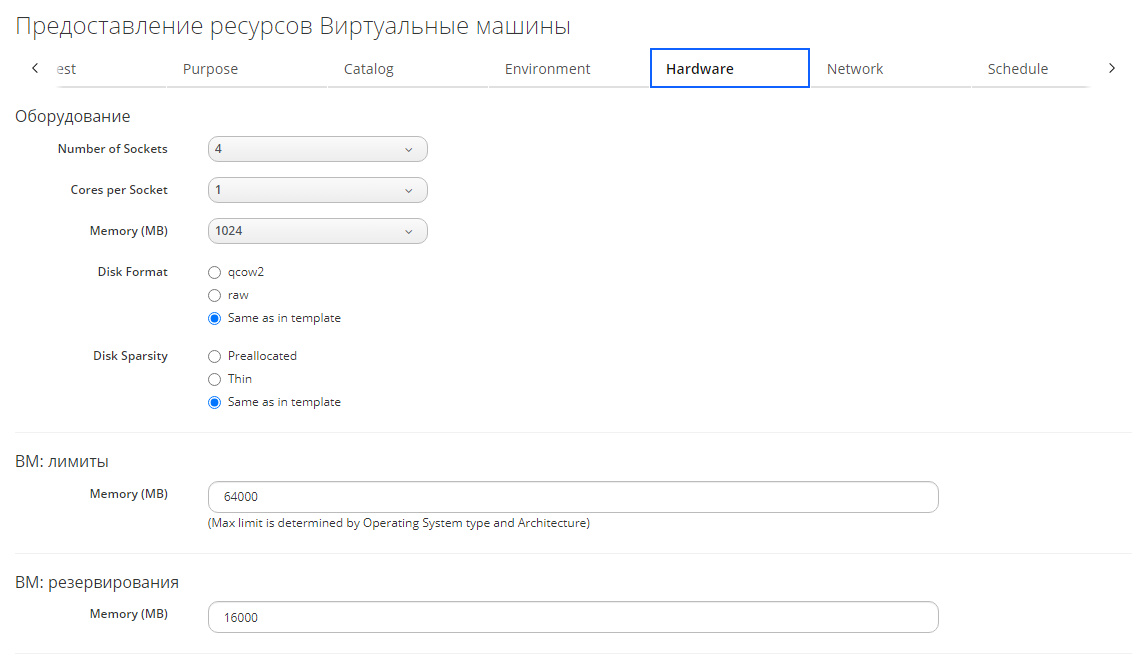 Предоставление ресурсов Виртуальные машины
est Purpose Catalog Environment Hardware Network Schedule
Оборудование
Number of Sockets 4
Cores per Socket 1
Memory (MB) 1024
Disk Format qcow2
raw
Same as in template
Disk Sparsity Preallocated
Thin
Same as in template
ВМ: лимиты
Memory (MB) 64000
(Max limit is determined by Operating System type and Architecture)
ВМ: резервирования
Memory (MB) 16000